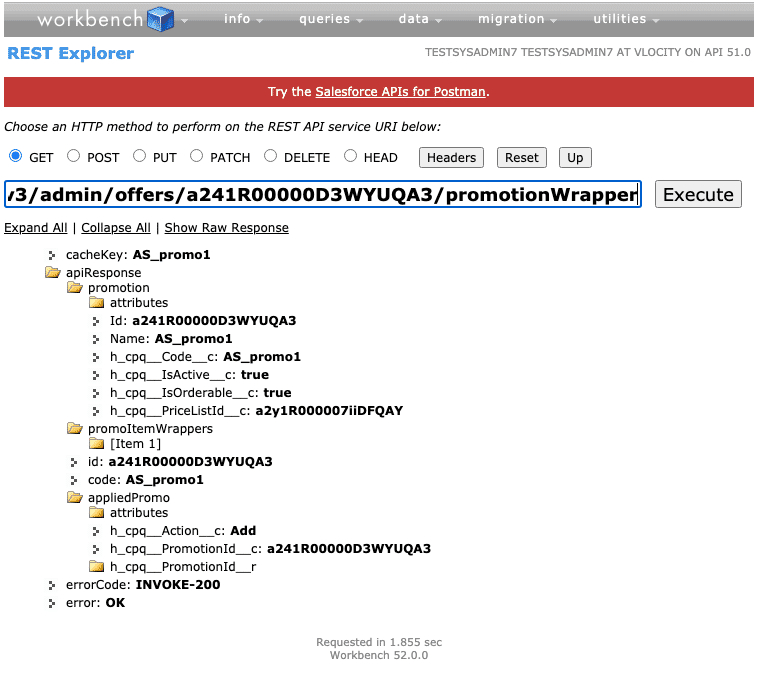 workbench info queries data migration utilities
REST Explorer TESTSYSADMIN7 TESTSYSADMIN7 AT VLOCITY ON API 51.0
Try the Salesforce APIs for Postman.
Choose an HTTP method to perform on the REST API service URI below:
GET POST PUT PATCH DELETE HEAD Headers Reset Up
v3/admin/offers/a241R00000D3WYUQA3/promotionWrapper Execute
Expand All | Collapse All | Show Raw Response
cacheKey: AS_promo1
apiResponse
promotion
attributes
Id: a241R00000D3WYUQA3
Name: AS_promo1
h_cpq__Code__c: AS_promo1
h_cpq__IsActive__c: true
h_cpq__IsOrderable__c: true
h_cpq__PriceListId__c: a2y1R000007iiDFQAY
promoItemWrappers
[Item 1]
id: a241R00000D3WYUQA3
code: AS_promo1
appliedPromo
attributes
h_cpq__Action__c: Add
h_cpq__PromotionId__c: a241R00000D3WYUQA3
h_cpq__PromotionId__r
errorCode: INVOKE-200
error: OK
Requested in 1.855 sec
Workbench 52.0.0